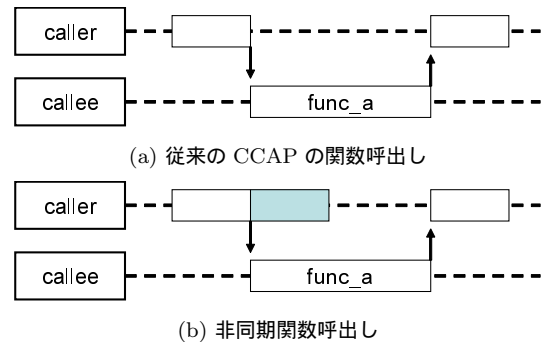 caller
callee
func_a
(a) 従来の CCAP の関数呼出し
caller
callee
func_a
(b) 非同期関数呼出し